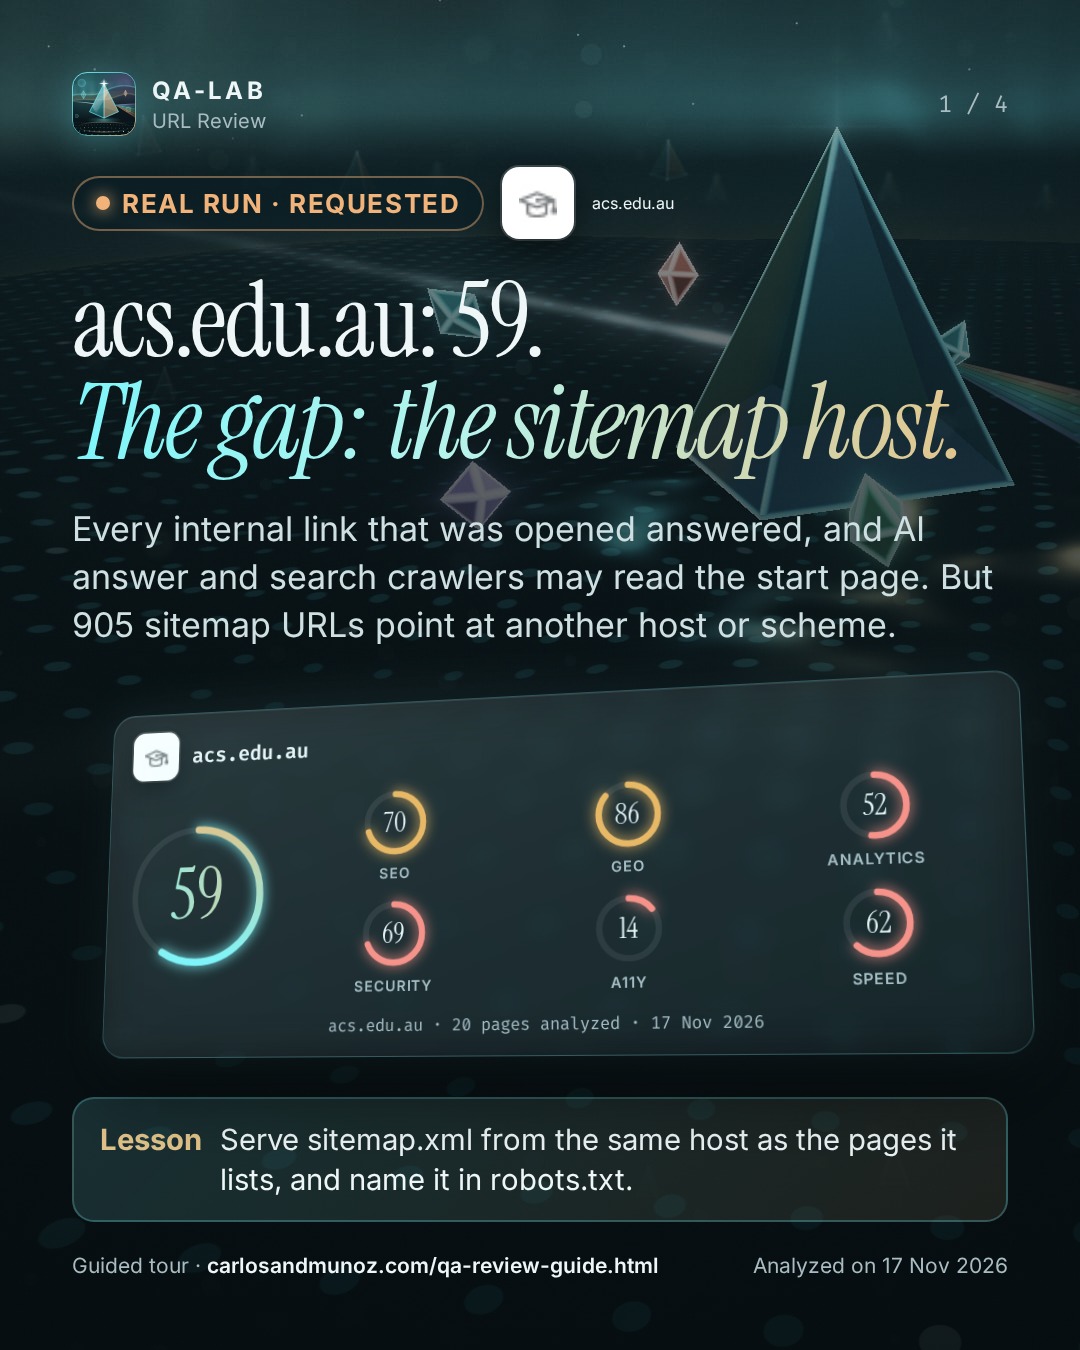 QA-LAB
URL Review
1 / 4
REAL RUN · REQUESTED
acs.edu.au
acs.edu.au: 59.
The gap: the sitemap host.
Every internal link that was opened answered, and AI
answer and search crawlers may read the start page. But
905 sitemap URLs point at another host or scheme.
acs.edu.au
59
70
SEO
86
GEO
52
ANALYTICS
69
SECURITY
14
A11Y
62
SPEED
acs.edu.au · 20 pages analyzed · 17 Nov 2026
Lesson Serve sitemap.xml from the same host as the pages it
lists, and name it in robots.txt.
Guided tour · carlosandmunoz.com/qa-review-guide.html
Analyzed on 17 Nov 2026